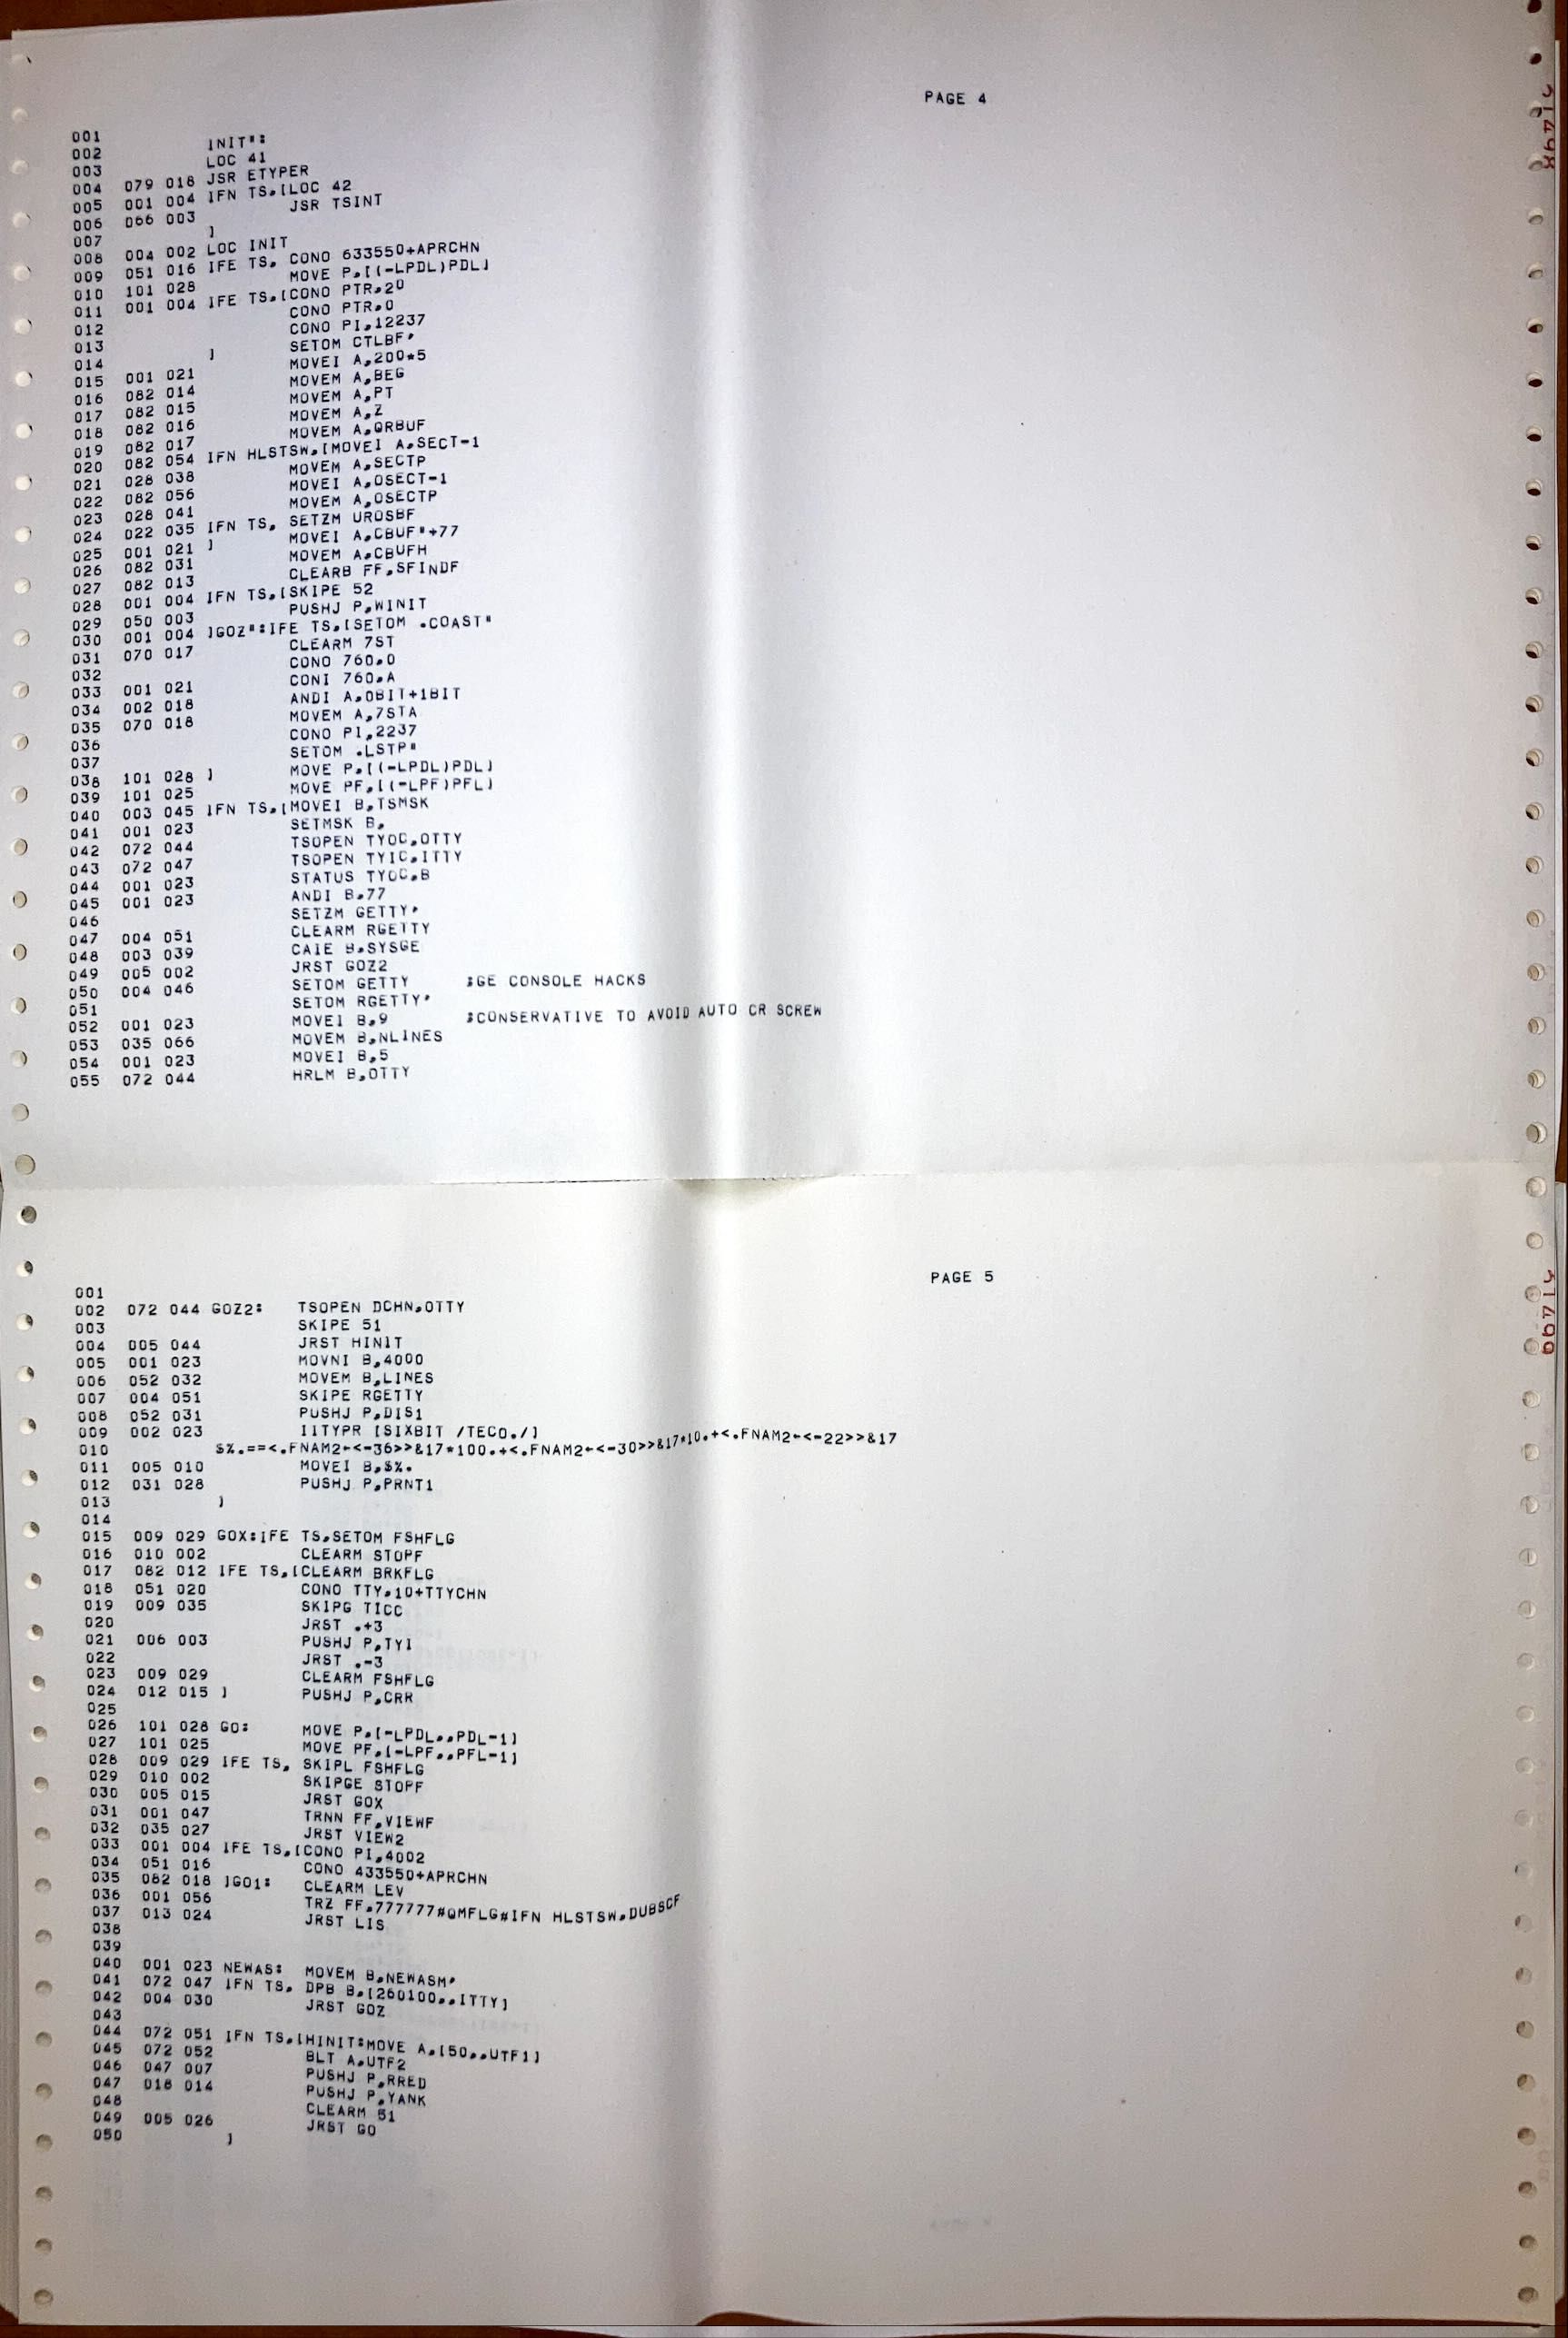 PAGE 4
001
002 INIT":
003 LOC 41
004 079 018 JSR ETYPER
005 001 004 IFN TS,[LOC 42
006 066 003 JSR TSINT
007 ]
008 004 002 LOC INIT
009 051 016 IFE TS, CONO 633550+APRCHN
010 101 028 MOVE P,[(-LPDL)PDL]
011 001 004 IFE TS,[CONO PTR,20
012 CONO PTR,0
013 CONO PI,12237
014 SETOM CTLBF'
015 001 021 ] MOVEI A,200*5
016 082 014 MOVEM A,BEG
017 082 015 MOVEM A,PT
018 082 016 MOVEM A,Z
019 082 017 MOVEM A,QRBUF
020 082 054 IFN HLSTSW,[MOVEI A,SECT-1
021 028 038 MOVEM A,SECTP
022 082 056 MOVEI A,OSECT-1
023 028 041 MOVEM A,OSECTP
024 022 035 IFN TS, SETZM UROSBF
025 001 021 ] MOVEI A,CBUF"+77
026 082 031 MOVEM A,CBUFH
027 082 013 CLEARB FF,SFINDF
028 001 004 IFN TS,[SKIPE 52
029 050 003 PUSHJ P,WINIT
030 001 004 ]GOZ":IFE TS,[SETOM .COAST"
031 070 017 CLEARM 7ST
032 CONO 760,0
033 001 021 CONI 760,A
034 002 018 ANDI A,0BIT+1BIT
035 070 018 MOVEM A,7STA
036 CONO PI,2237
037 SETOM .LSTP"
038 101 028 ] MOVE P,[(-LPDL)PDL]
039 101 025 MOVE PF,[(-LPF)PFL]
040 003 045 IFN TS,[MOVEI B,TSMSK
041 001 023 SETMSK B,
042 072 044 TSOPEN TYOC,OTTY
043 072 047 TSOPEN TYIC,ITTY
044 001 023 STATUS TYOC,B
045 001 023 ANDI B,77
046 SETZM GETTY'
047 004 051 CLEARM RGETTY
048 003 039 CAIE B,SYSGE
049 005 002 JRST GOZ2
050 004 046 SETOM GETTY ;GE CONSOLE HACKS
051 SETOM RGETTY'
052 001 023 MOVEI B,9 ;CONSERVATIVE TO AVOID AUTO CR SCREW
053 035 066 MOVEM B,NLINES
054 001 023 MOVEI B,5
055 072 044 HRLM B,OTTY
PAGE 5
001
002 072 044 GOZ2: TSOPEN DCHN,OTTY
003 SKIPE 51
004 005 044 JRST HINIT
005 001 023 MOVNI B,4000
006 052 032 MOVEM B,LINES
007 004 051 SKIPE RGETTY
008 052 031 PUSHJ P,DIS1
009 002 023 IITYPR [SIXBIT /TECO./]
010 $%.==<.FNAM2←<-36>>&17*100.+<.FNAM2←<-30>>&17*10.+<.FNAM2←<-22>>&17
011 005 010 MOVEI B,$%.
012 031 028 PUSHJ P,PRNT1
013 ]
014
015 009 029 GOX:IFE TS,SETOM FSHFLG
016 010 002 CLEARM STOPF
017 082 012 IFE TS,[CLEARM BRKFLG
018 051 020 CONO TTY,10+TTYCHN
019 009 035 SKIPG TICC
020 JRST .+3
021 006 003 PUSHJ P,TYI
022 JRST .-3
023 009 029 CLEARM FSHFLG
024 012 015 ] PUSHJ P,CRR
025
026 101 028 GO: MOVE P,[-LPDL,,PDL-1]
027 101 025 MOVE PF,[-LPF,,PFL-1]
028 009 029 IFE TS, SKIPL FSHFLG
029 010 002 SKIPGE STOPF
030 005 015 JRST GOX
031 001 047 TRNN FF,VIEWF
032 035 027 JRST VIEW2
033 001 004 IFE TS,[CONO PI,4002
034 051 016 CONO 433550+APRCHN
035 082 018 ]GO1: CLEARM LEV
036 001 056 TRZ FF,777777#QMFLG#IFN HLSTSW,DUBSCF
037 013 024 JRST LIS
038
039
040 001 023 NEWAS: MOVEM B,NEWASM'
041 072 047 IFN TS, DPB B,[260100,,ITTY]
042 004 030 JRST GOZ
043
044 072 051 IFN TS,[HINIT:MOVE A,[50,,UTF1]
045 072 052 BLT A,UTF2
046 047 007 PUSHJ P,RRED
047 018 014 PUSHJ P,YANK
048 CLEARM 51
049 005 026 JRST GO
050 ]